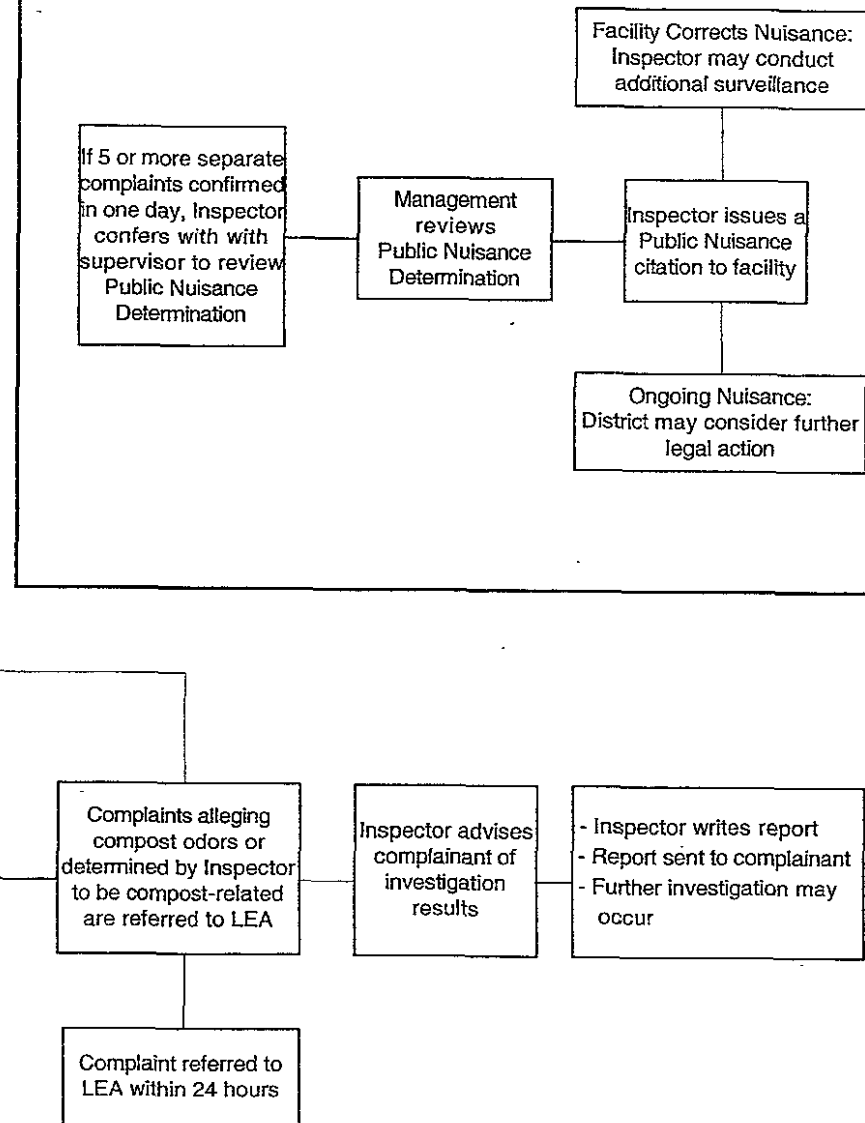 Facility Corrects Nuisance:
Inspector may conduct
additional surveillance
If 5 or more separate
complaints confirmed
in one day, Inspector
confers with with
supervisor to review
Public Nuisance
Determination
Management
reviews
Public Nuisance
Determination
Inspector issues a
Public Nuisance
citation to facility
Ongoing Nuisance:
District may consider further
legal action
Complaints alleging
compost odors or
determined by Inspector
to be compost-related
are referred to LEA
Inspector advises
complainant of
investigation
results
- Inspector writes report
- Report sent to complainant
- Further investigation may
occur
Complaint referred to
LEA within 24 hours